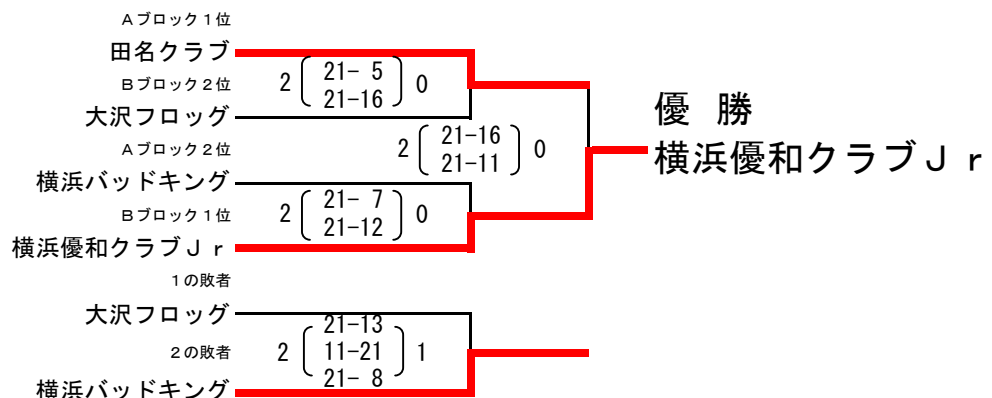 Aブロック1位
田名クラブ
2 21- 5 0
21-16
Bブロック2位
大沢フロッグ
Aブロック2位
2 21-16 0
21-11
優 勝
横浜優和クラブJr
横浜バッドキング
2 21- 7 0
21-12
Bブロック1位
横浜優和クラブJr
1の敗者
大沢フロッグ
2の敗者
2 21-13 1
11-21
21- 8
横浜バッドキング